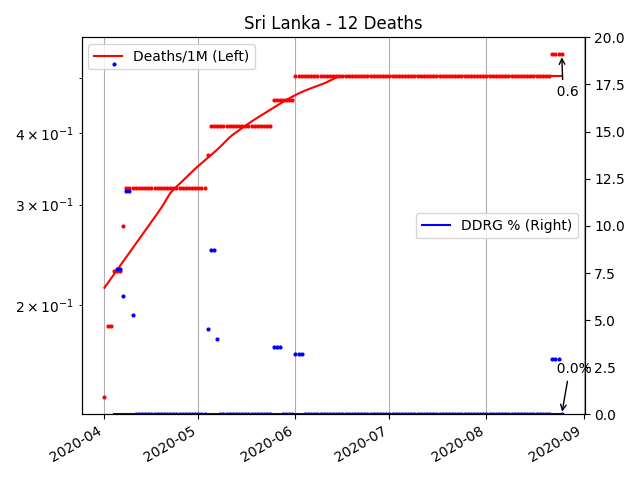 Sri Lanka - 12 Deaths
Deaths/1M (Left)
DDRG % (Right)
4 × 10⁻¹
3 × 10⁻¹
2 × 10⁻¹
20.0
17.5
15.0
12.5
10.0
7.5
5.0
2.5
0.0
0.6
0.0%
2020-04
2020-05
2020-06
2020-07
2020-08
2020-09